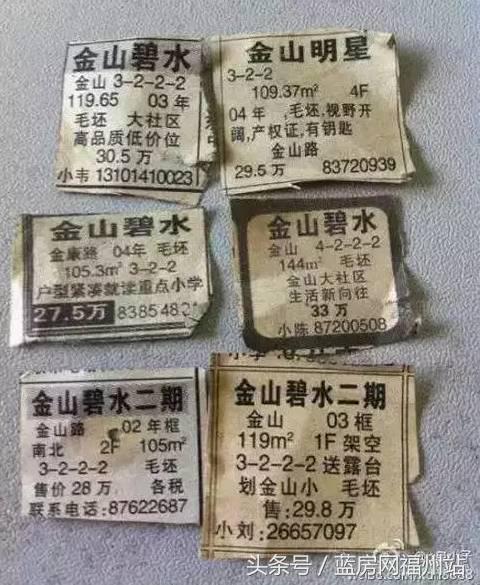 金山碧水
金山 3-2-2-2
119.65 03年
毛坯 大社区
高品质低价位
30.5万
小韦 13101410023
金山明星
3-2-2
109.37m² 4F
04年,毛坯,视野开
阔,产权证,有钥匙
金山路
29.5万 83720939
金山碧水
金康路 04年 毛坯
105.3m² 3-2-2-2
户型紧凑就读重点小学
27.5万 8385483
金山碧水
金山 4-2-2-2
144m² 毛坯
金山大社区
生活新向往
33万
小陈 87200508
金山碧水二期
金山路 02年框
南北 2F 105m²
3-2-2-2 毛坯
售价28万 各税
联系电话:87622687
金山碧水二期
金山 03框
119m² 1F架空
3-2-2-2送露台
划金山小 毛坯
售:29.8万
小刘:26657097
头条号 / 蓝房网福州站